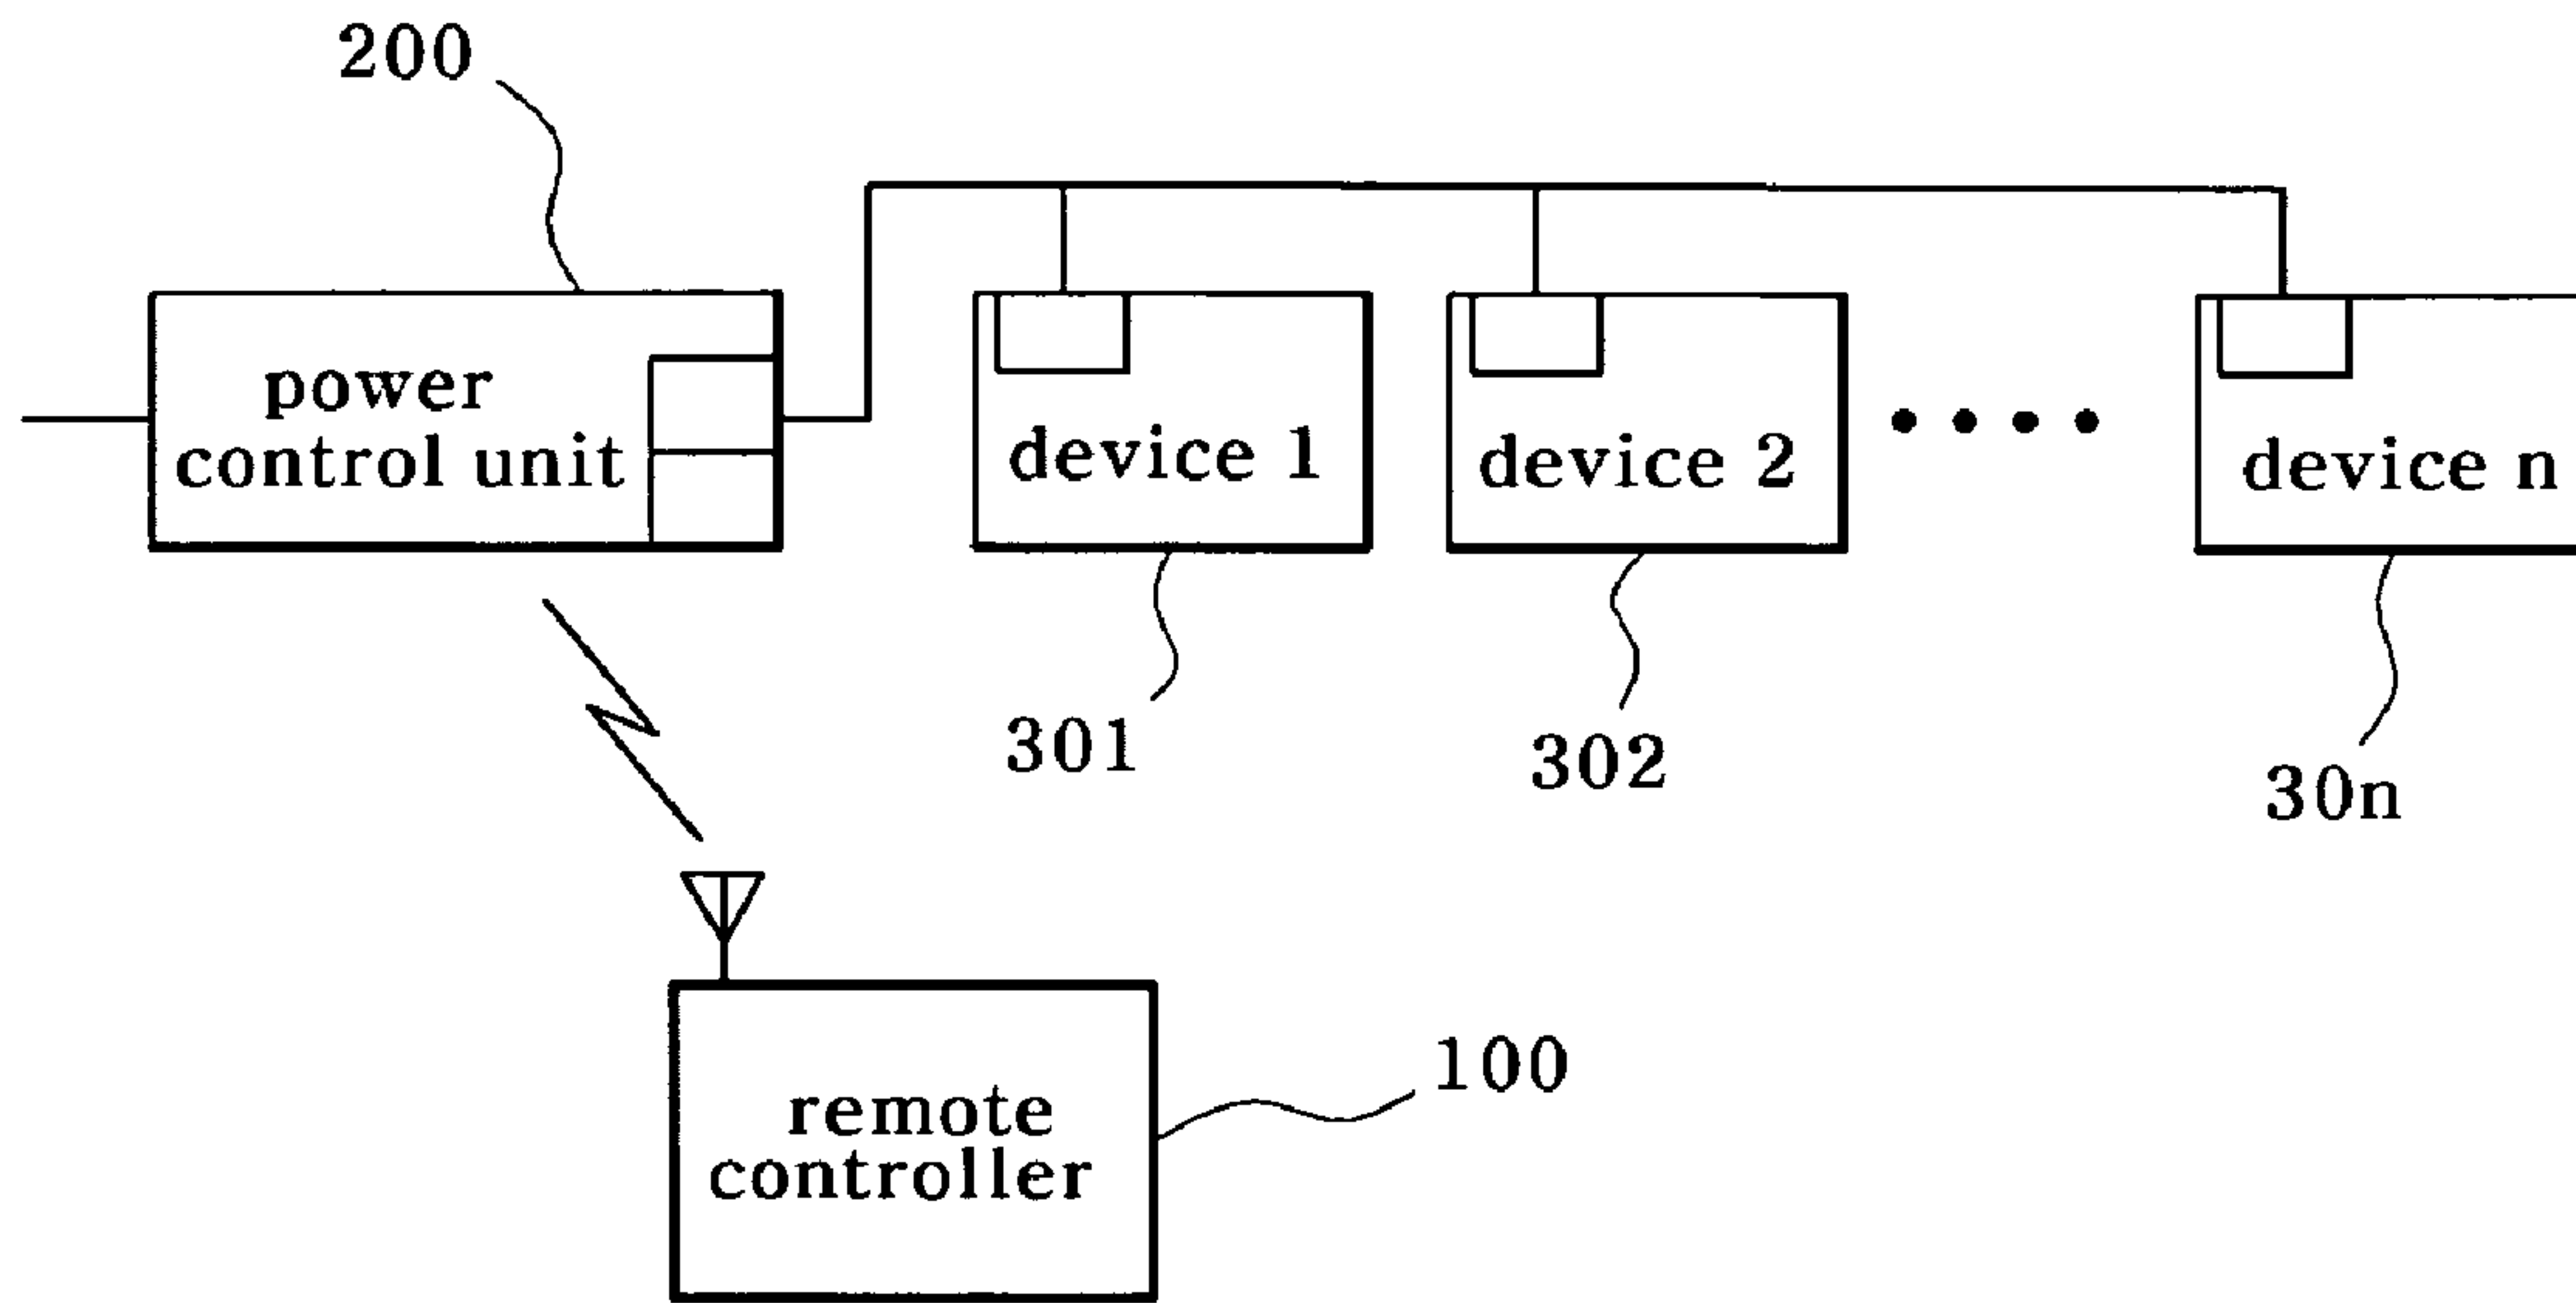 200
power
control unit
device 1
device 2
device n
301
302
30n
100
remote
controller